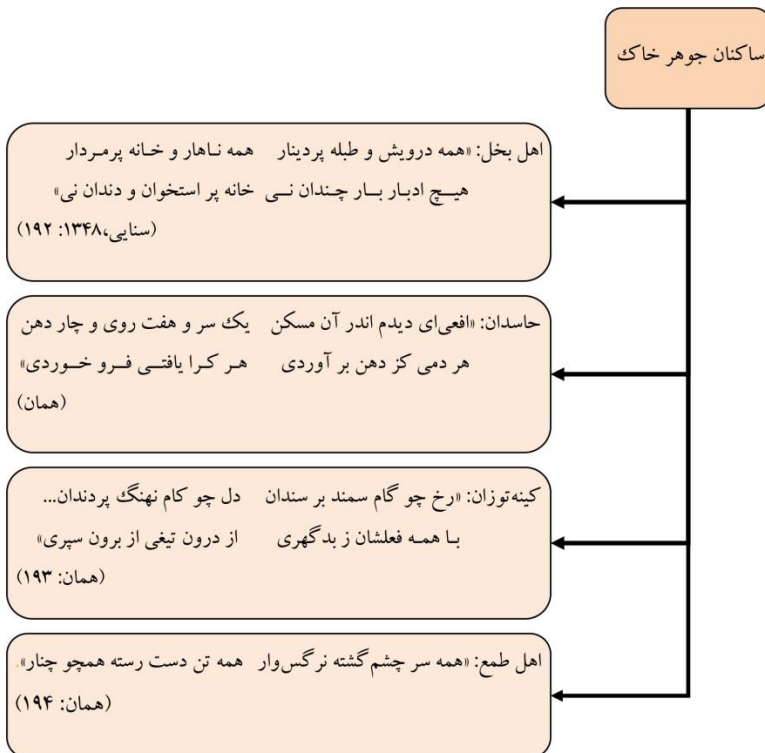 ساکنان جوهر خاک
اهل بخل: «همه درویش و طبله پردینار همه ناهار و خانه پرمردار
هیچ ادبار بار چندان نی خانه پر استخوان و دندان نی»
(سنایی،۱۳۴۸: ۱۹۲)
حاسدان: «افعی‌ای دیدم اندر آن مسکن یک سر و هفت روی و چار دهن
هر دمی کز دهن بر آوردی هر کرا یافتی فرو خوردی»
(همان)
کینه‌توزان: «رخ چو گام سمند بر سندان دل چو کام نهنگ پردندان...
با همه فعلشان ز بدگهری از درون تیغی از برون سپری»
(همان: ۱۹۳)
اهل طمع: «همه سر چشم گشته نرگس‌وار همه تن دست رسته همچو چنار».
(همان: ۱۹۴)